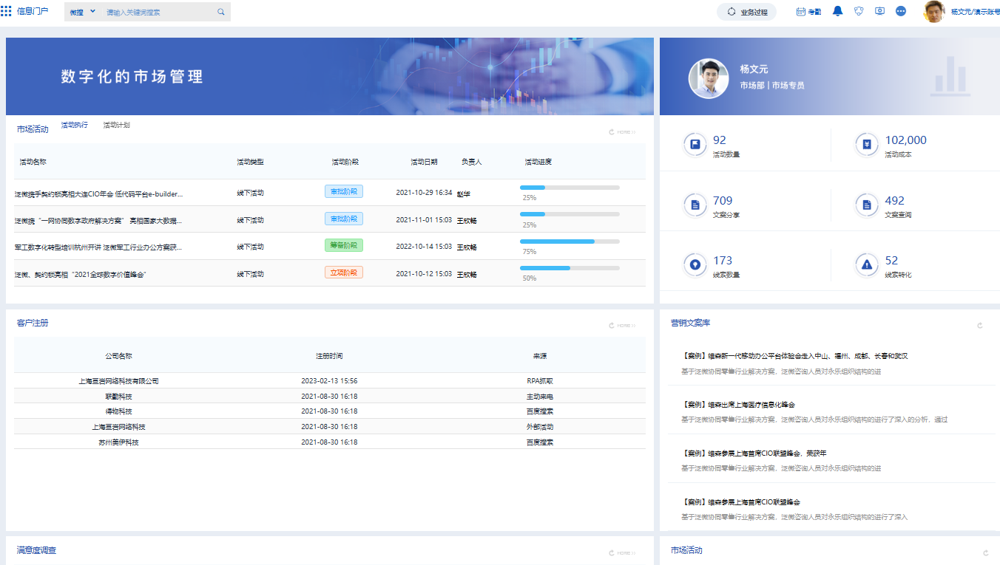 信息门户
微搜 请输入关键词搜索
业务过程
考勤
杨文元/演示账号
数字化的市场管理
杨文元
市场部 | 市场专员
市场活动 活动执行 活动计划
MORE >>
活动名称 活动类型 活动阶段 活动日期 负责人 活动进度
泛微携手契约锁亮相大连CIO年会 低代码平台e-builder... 线下活动 审批阶段 2021-10-29 16:34 赵华 25%
泛微携“一网协同数字政府解决方案” 亮相国家大数据... 线下活动 审批阶段 2021-11-01 15:03 王欣畅 25%
军工数字化转型培训杭州开讲 泛微军工行业办公方案获... 线下活动 筹备阶段 2022-10-14 15:03 王欣畅 75%
泛微、契约锁亮相“2021全球数字价值峰会” 线下活动 立项阶段 2021-10-12 15:03 王欣畅 50%
92
活动数量
102,000
活动成本
709
文案分享
492
文案查阅
173
线索数量
52
线索转化
客户注册
MORE >>
公司名称 注册时间 来源
上海亘岩网络科技有限公司 2023-02-13 15:56 RPA抓取
联勤科技 2021-08-30 16:18 主动来电
得物科技 2021-08-30 16:18 百度搜索
上海亘岩网络科技 2021-08-30 16:18 外部活动
苏州美伊科技 2021-08-30 16:18 百度搜索
营销文案库
【案例】维森新一代移动办公平台体验会走入中山、福州、成都、长春和武汉
基于泛微协同零售行业解决方案，泛微咨询人员对永乐组织结构的进
【案例】维森出席上海医疗信息化峰会
基于泛微协同零售行业解决方案，泛微咨询人员对永乐组织结构的进行了深入的分析，通过
【案例】维森参展上海首席CIO联盟峰会，荣获年
基于泛微协同零售行业解决方案，泛微咨询人员对永乐组织结构的进
【案例】维森参展上海首席CIO联盟峰会
基于泛微协同零售行业解决方案，泛微咨询人员对永乐组织结构的进行了深入
满意度调查
MORE >>
市场活动